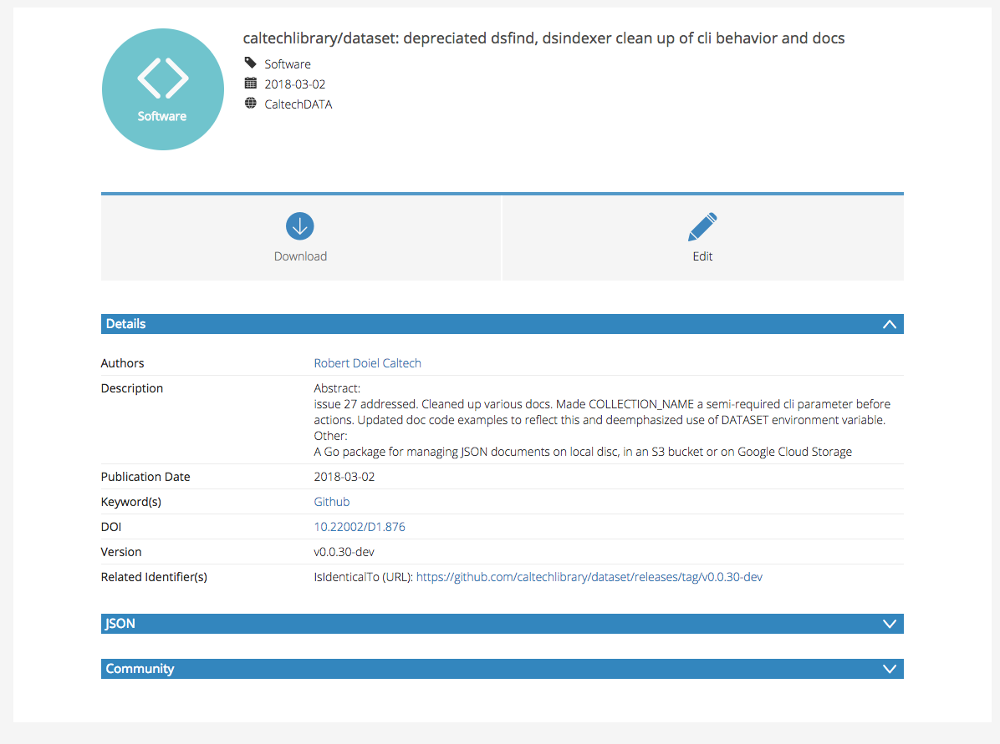 caltechlibrary/dataset: depreciated dsfind, dsindexer clean up of cli behavior and docs
Software
2018-03-02
CaltechDATA
Software
Download
Edit
Details
Authors Robert Doiel Caltech
Description Abstract:
issue 27 addressed. Cleaned up various docs. Made COLLECTION_NAME a semi-required cli parameter before
actions. Updated doc code examples to reflect this and deemphasized use of DATASET environment variable.
Other:
A Go package for managing JSON documents on local disc, in an S3 bucket or on Google Cloud Storage
Publication Date 2018-03-02
Keyword(s) Github
DOI 10.22002/D1.876
Version v0.0.30-dev
Related Identifier(s) IsIdenticalTo (URL): https://github.com/caltechlibrary/dataset/releases/tag/v0.0.30-dev
JSON
Community